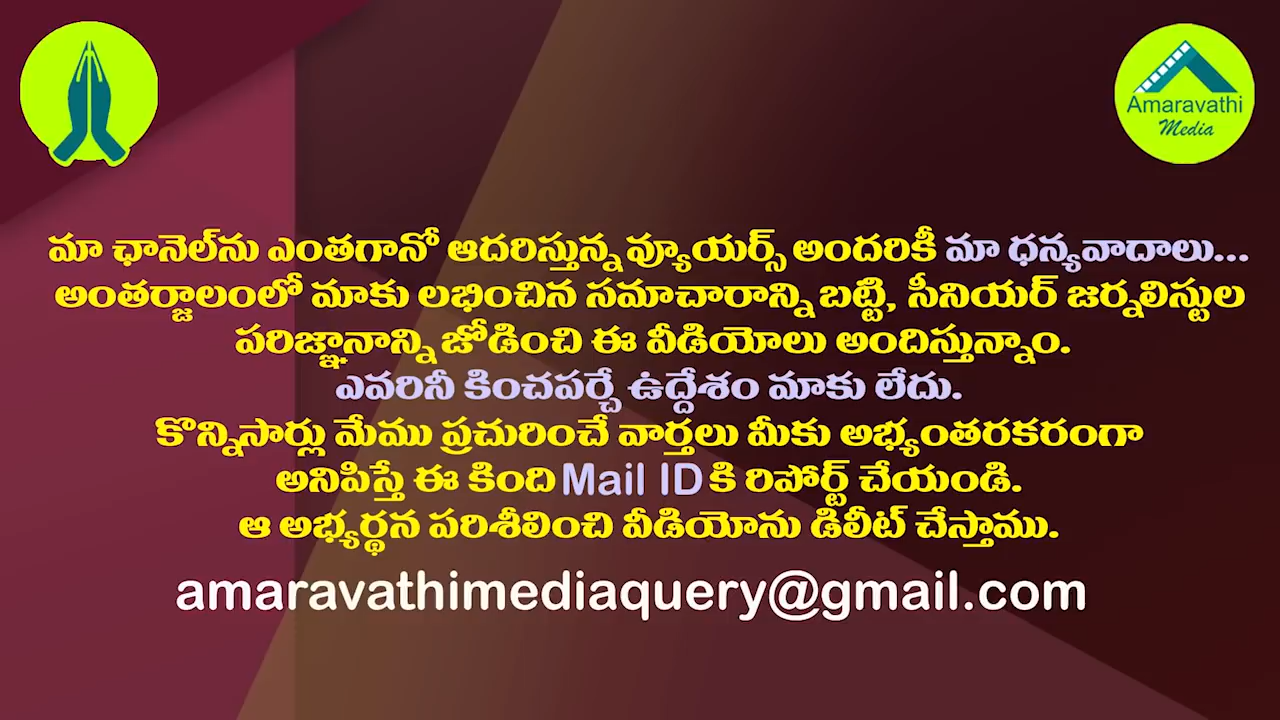 Amaravathi
Media
మా ఛానెల్‌ను ఎంతగానో ఆదరిస్తున్న వ్యూయర్స్ అందరికీ మా ధన్యవాదాలు...
అంతర్జాలంలో మాకు లభించిన సమాచారాన్ని బట్టి, సీనియర్ జర్నలిస్టుల
పరిజ్ఞానాన్ని జోడించి ఈ వీడియోలు అందిస్తున్నాం.
ఎవరినీ కించపర్చే ఉద్దేశం మాకు లేదు.
కొన్నిసార్లు మేము ప్రచురించే వార్తలు మీకు అభ్యంతరకరంగా
అనిపిస్తే ఈ కింది Mail ID కి రిపోర్ట్ చేయండి.
ఆ అభ్యర్థన పరిశీలించి వీడియోను డిలీట్ చేస్తాము.
amaravathimediaquery@gmail.com